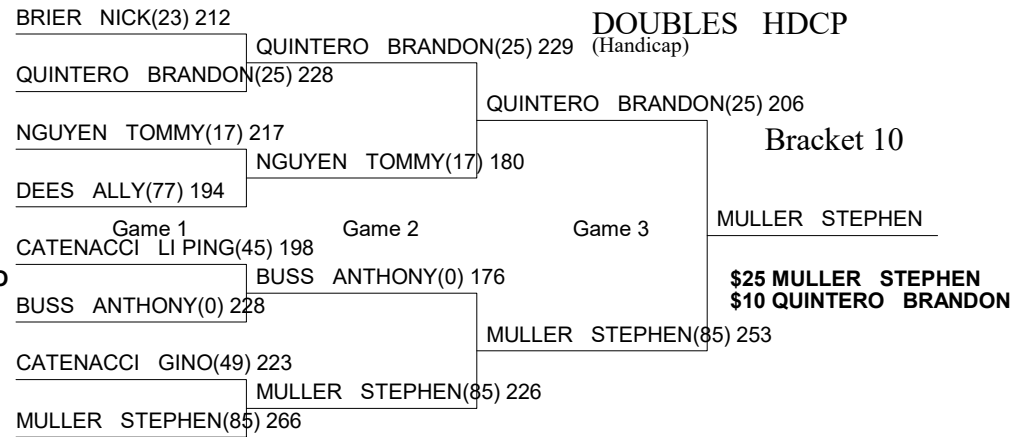 BRIER NICK(23) 212
DOUBLES HDCP
QUINTERO BRANDON(25) 229
(Handicap)
QUINTERO BRANDON(25) 228
QUINTERO BRANDON(25) 206
NGUYEN TOMMY(17) 217
Bracket 10
NGUYEN TOMMY(17) 180
DEES ALLY(77) 194
MULLER STEPHEN
Game 1
Game 2
Game 3
CATENACCI LI PING(45) 198
BUSS ANTHONY(0) 176
$25 MULLER STEPHEN
$10 QUINTERO BRANDON
BUSS ANTHONY(0) 228
MULLER STEPHEN(85) 253
CATENACCI GINO(49) 223
MULLER STEPHEN(85) 226
MULLER STEPHEN(85) 266